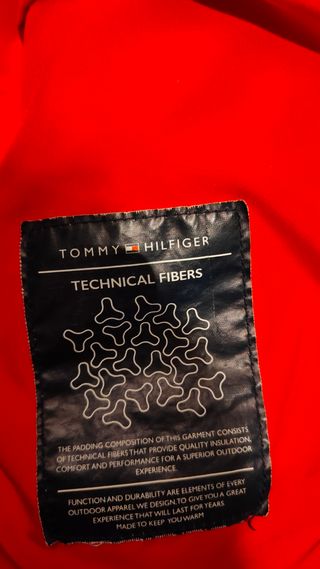 TOMMY HILFIGER
TECHNICAL FIBERS
THE PADDING COMPOSITION OF THIS GARMENT CONSISTS
OF TECHNICAL FIBERS THAT PROVIDE QUALITY INSULATION,
COMFORT AND PERFORMANCE FOR A SUPERIOR OUTDOOR
EXPERIENCE.
FUNCTION AND DURABILITY ARE ELEMENTS OF EVERY
OUTDOOR APPAREL WE DESIGN, TO GIVE YOU A GREAT
EXPERIENCE THAT WILL LAST FOR YEARS
MADE TO KEEP YOU WARM